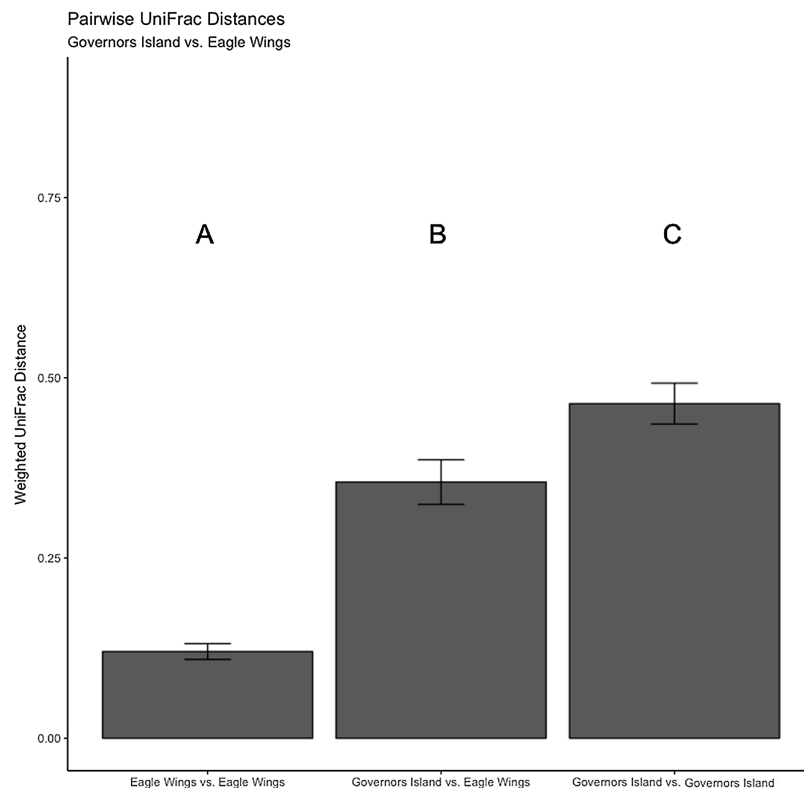 Pairwise UniFrac Distances
Governors Island vs. Eagle Wings
0.75
A
B
C
0.50
Weighted UniFrac Distance
0.25
0.00
Eagle Wings vs. Eagle Wings
Governors Island vs. Eagle Wings
Governors Island vs. Governors Island